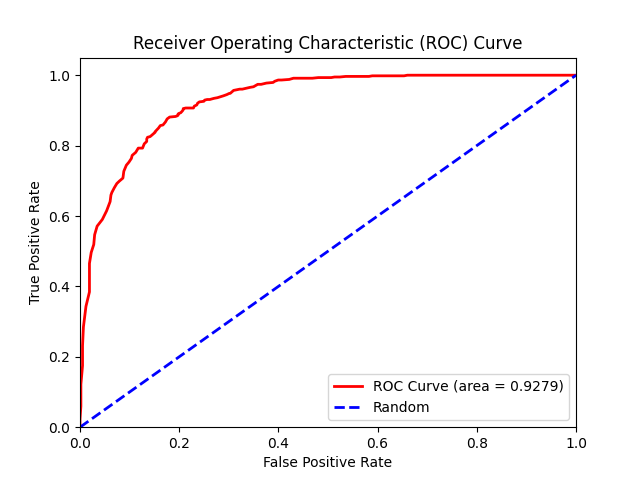 Receiver Operating Characteristic (ROC) Curve
1.0
0.8
0.6
0.4
0.2
0.0
True Positive Rate
ROC Curve (area = 0.9279)
Random
0.0 0.2 0.4 0.6 0.8 1.0
False Positive Rate